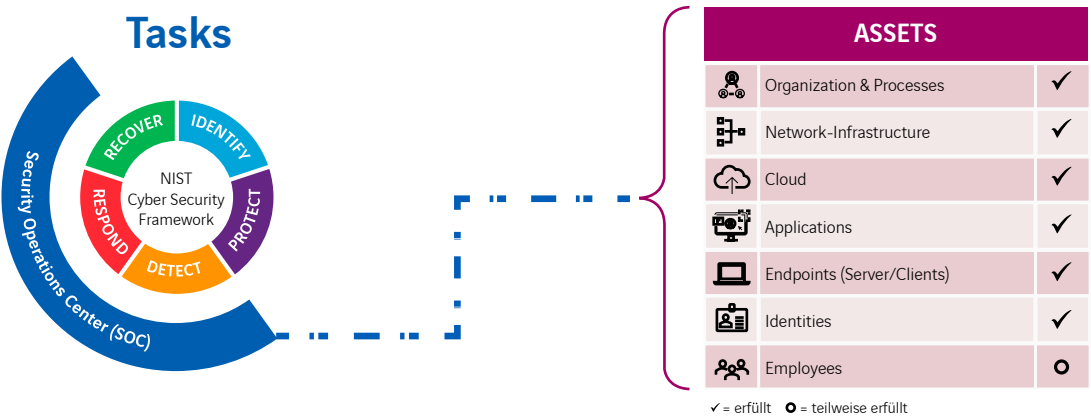 Tasks
Security Operations Center (SOC)
RECOVER
IDENTIFY
PROTECT
DETECT
RESPOND
NIST
Cyber Security
Framework
ASSETS
Organization & Processes ✓
Network-Infrastructure ✓
Cloud ✓
Applications ✓
Endpoints (Server/Clients) ✓
Identities ✓
Employees O
✓ = erfüllt O = teilweise erfüllt